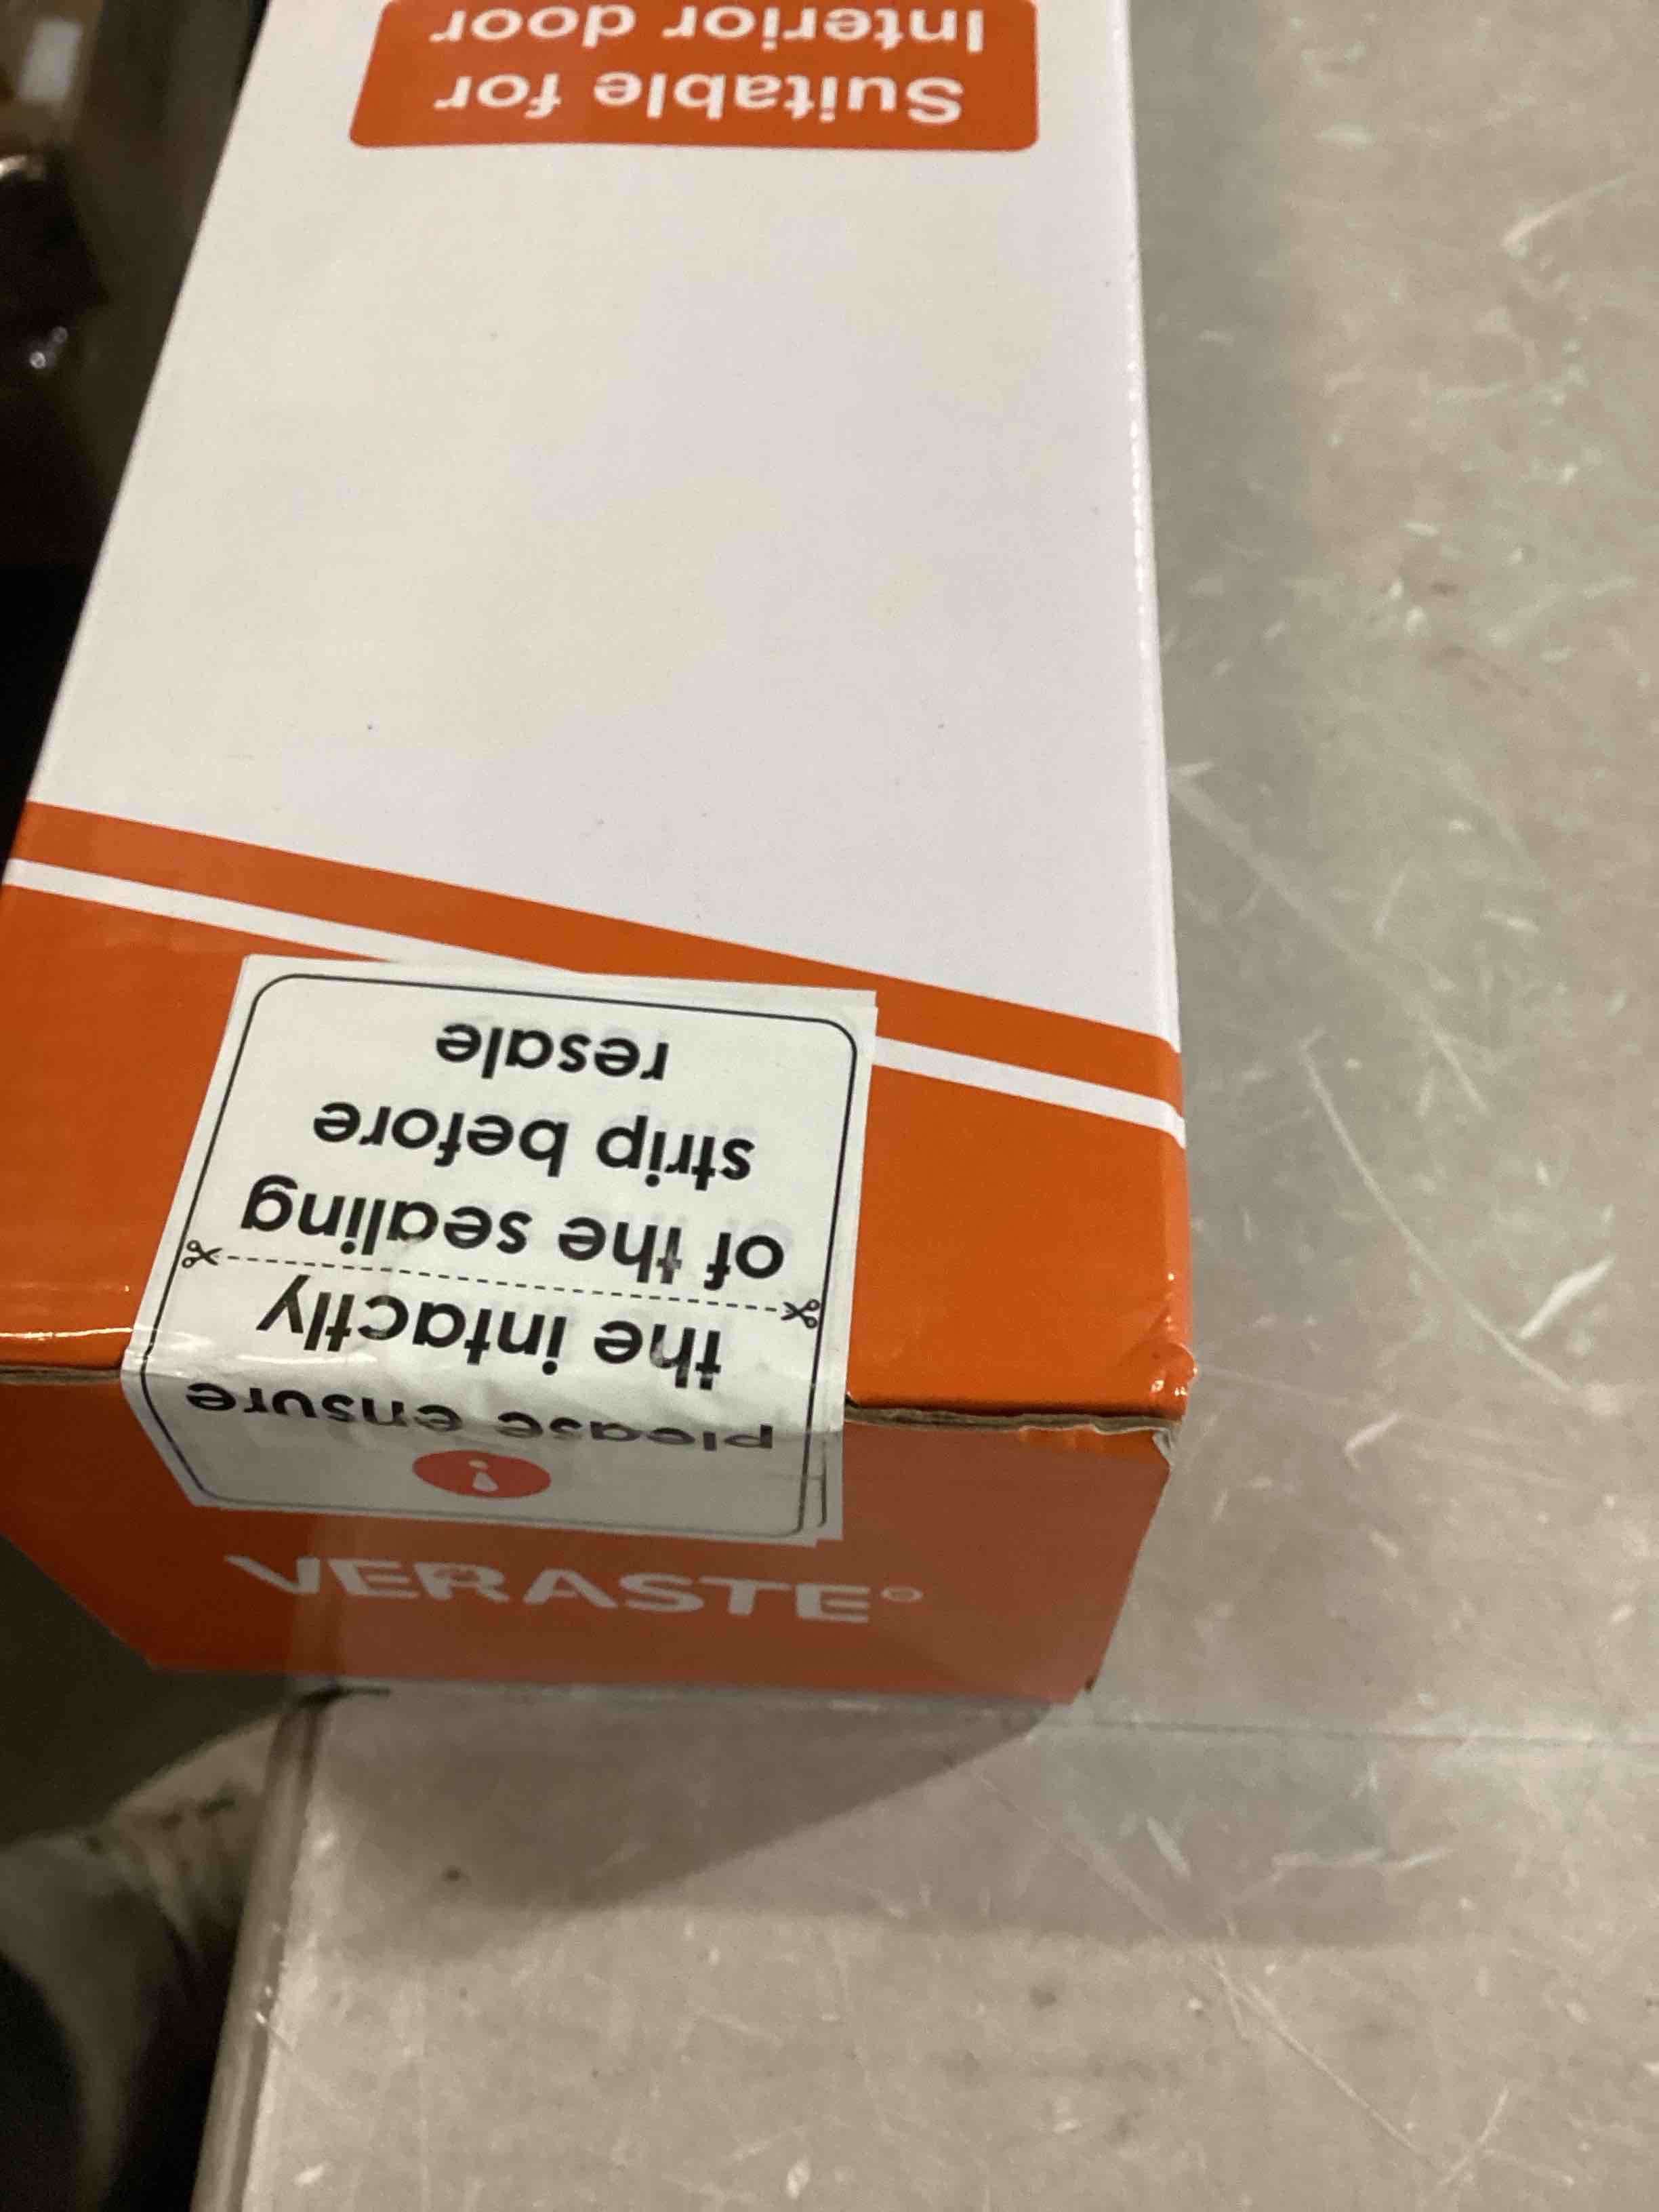 Suitable for
Interior door
please ensure
the intactly
of the sealing
strip before
resale
VERASTE®